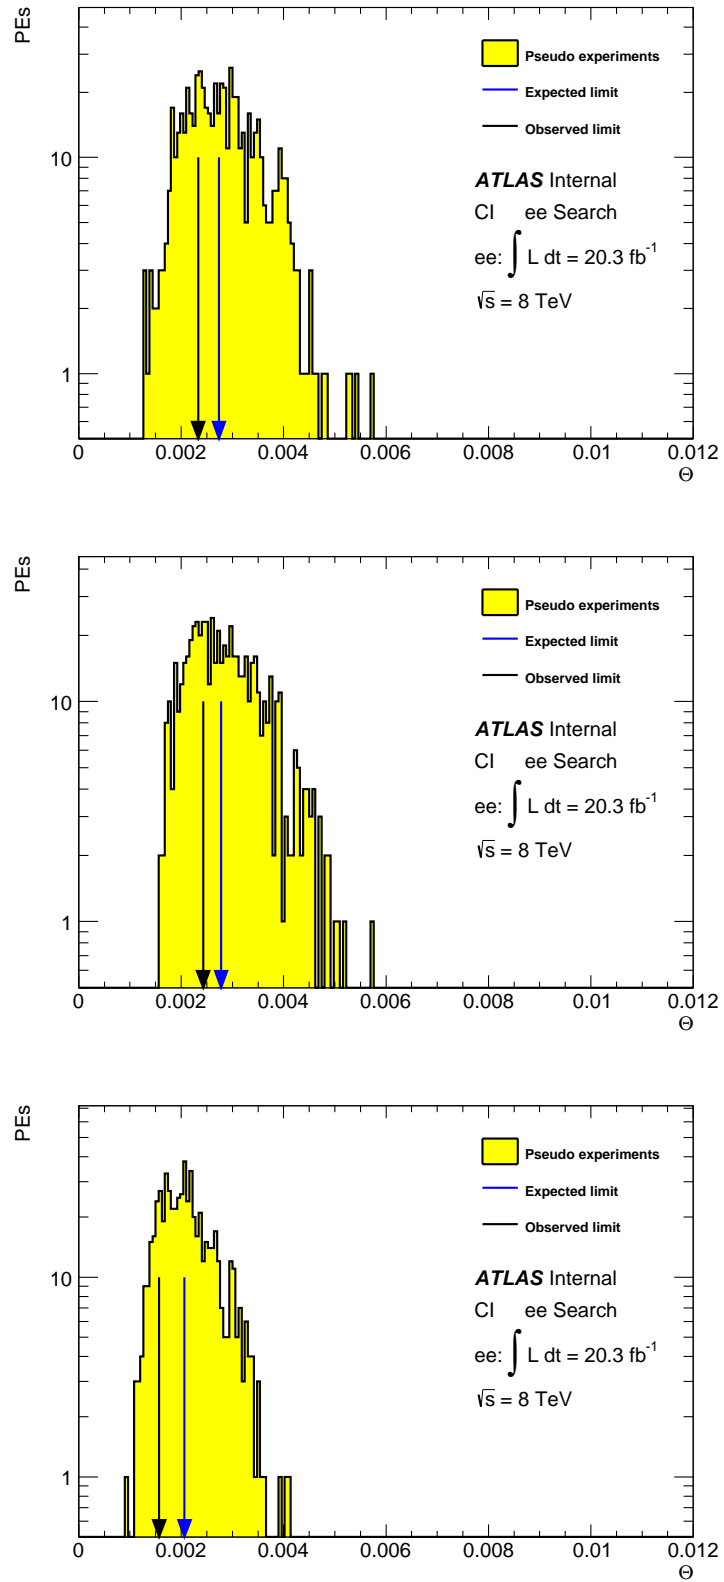 PEs
10
1
Pseudo experiments
Expected limit
Observed limit
ATLAS Internal
CI ee Search
ee: ∫ L dt = 20.3 fb⁻¹
√s = 8 TeV
0 0.002 0.004 0.006 0.008 0.01 0.012
Θ
PEs
10
1
Pseudo experiments
Expected limit
Observed limit
ATLAS Internal
CI ee Search
ee: ∫ L dt = 20.3 fb⁻¹
√s = 8 TeV
0 0.002 0.004 0.006 0.008 0.01 0.012
Θ
PEs
10
1
Pseudo experiments
Expected limit
Observed limit
ATLAS Internal
CI ee Search
ee: ∫ L dt = 20.3 fb⁻¹
√s = 8 TeV
0 0.002 0.004 0.006 0.008 0.01 0.012
Θ